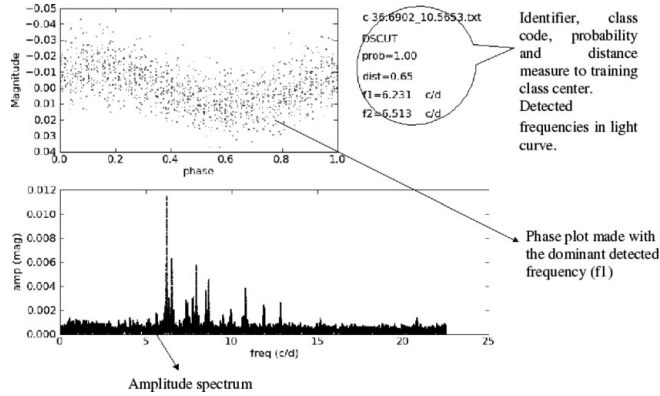 −0.05
−0.04
−0.03
−0.02
−0.01
0.00
0.01
0.02
0.03
0.04
Magnitude
0.0 0.2 0.4 0.6 0.8 1.0
phase
c 36.6902_10.5653.txt
DSCUT
prob=1.00
dist=0.65
f1=6.231 c/d
f2=6.513 c/d
Identifier, class
code, probability
and distance
measure to training
class center.
Detected
frequencies in light
curve.
0.012
0.010
0.008
0.006
0.004
0.002
0.000
amp (mag)
0 5 10 15 20 25
freq (c/d)
Phase plot made with
the dominant detected
frequency (f1)
Amplitude spectrum